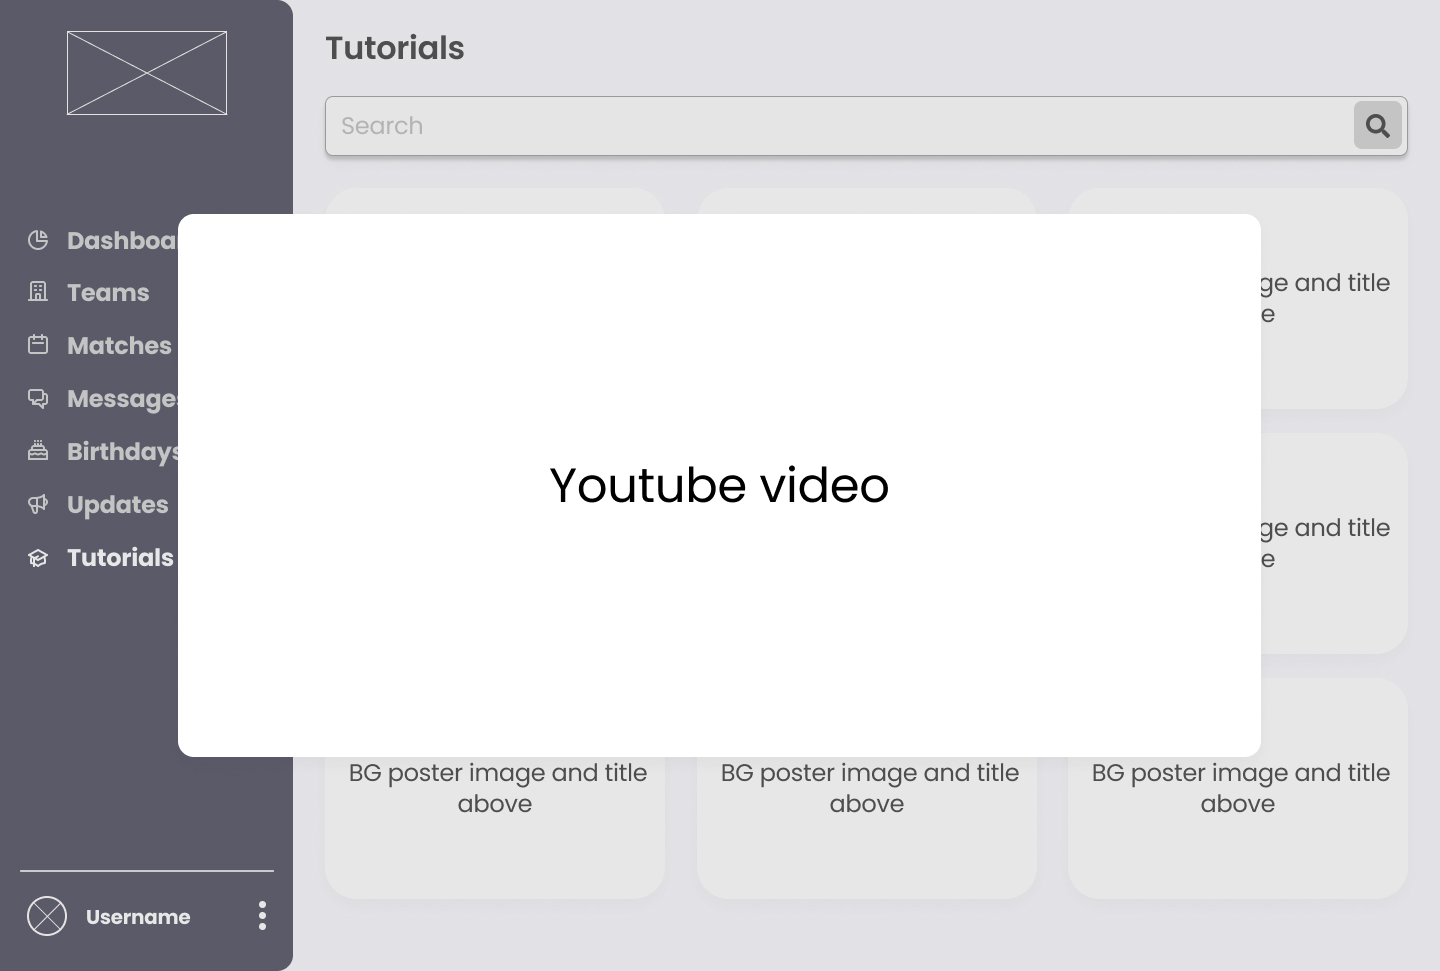 Tutorials
Search
Dashboa
Teams
Matches
Messages
Birthdays
Updates
Tutorials
ge and title
e
Youtube video
ge and title
e
BG poster image and title
above
BG poster image and title
above
BG poster image and title
above
Username